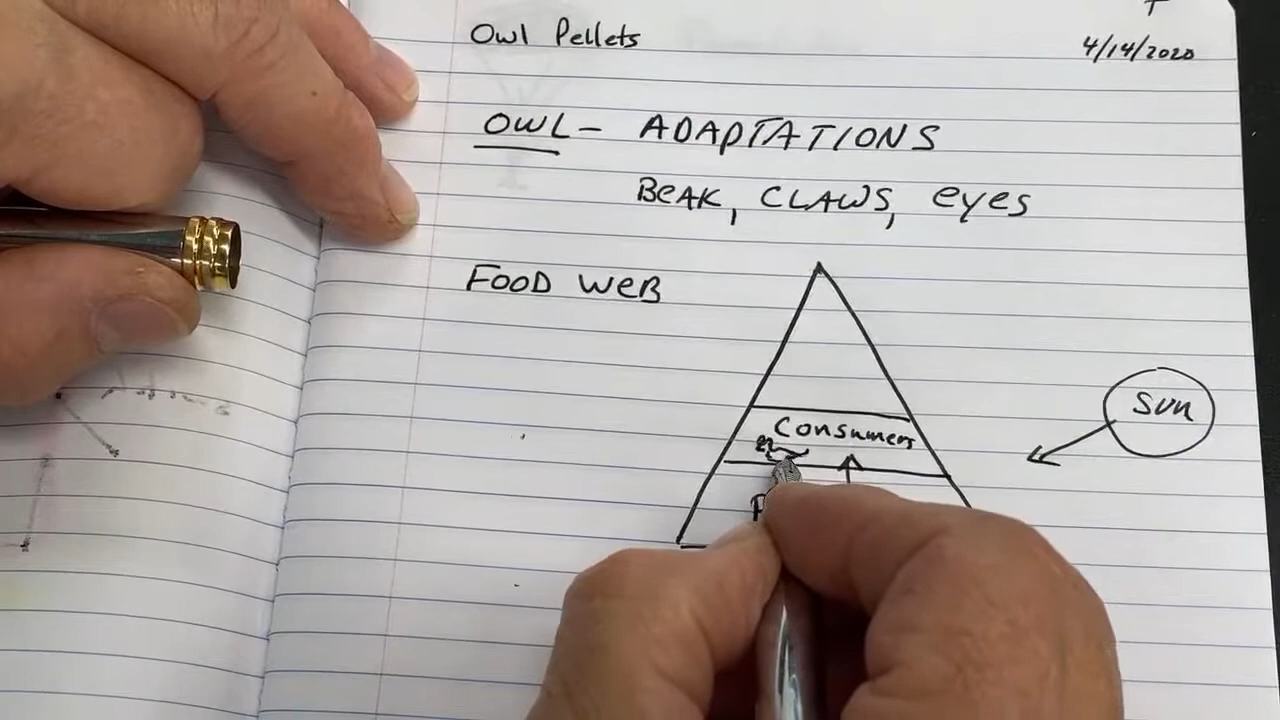 Owl Pellets
4/14/2020
OWL - ADAPTATIONS
BEAK, CLAWS, eyes
FOOD WEB
Consumers
Sun